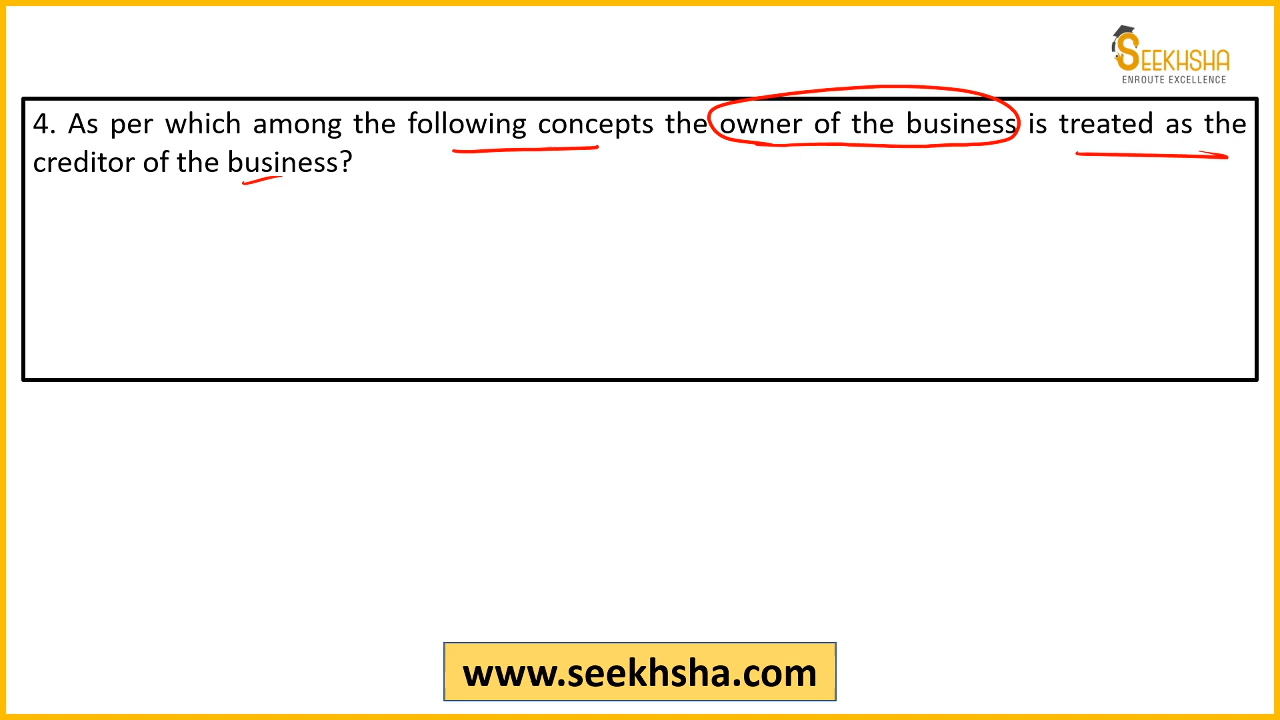 SEEKHSHA
ENROUTE EXCELLENCE
4. As per which among the following concepts the owner of the business is treated as the
creditor of the business?
www.seekhsha.com